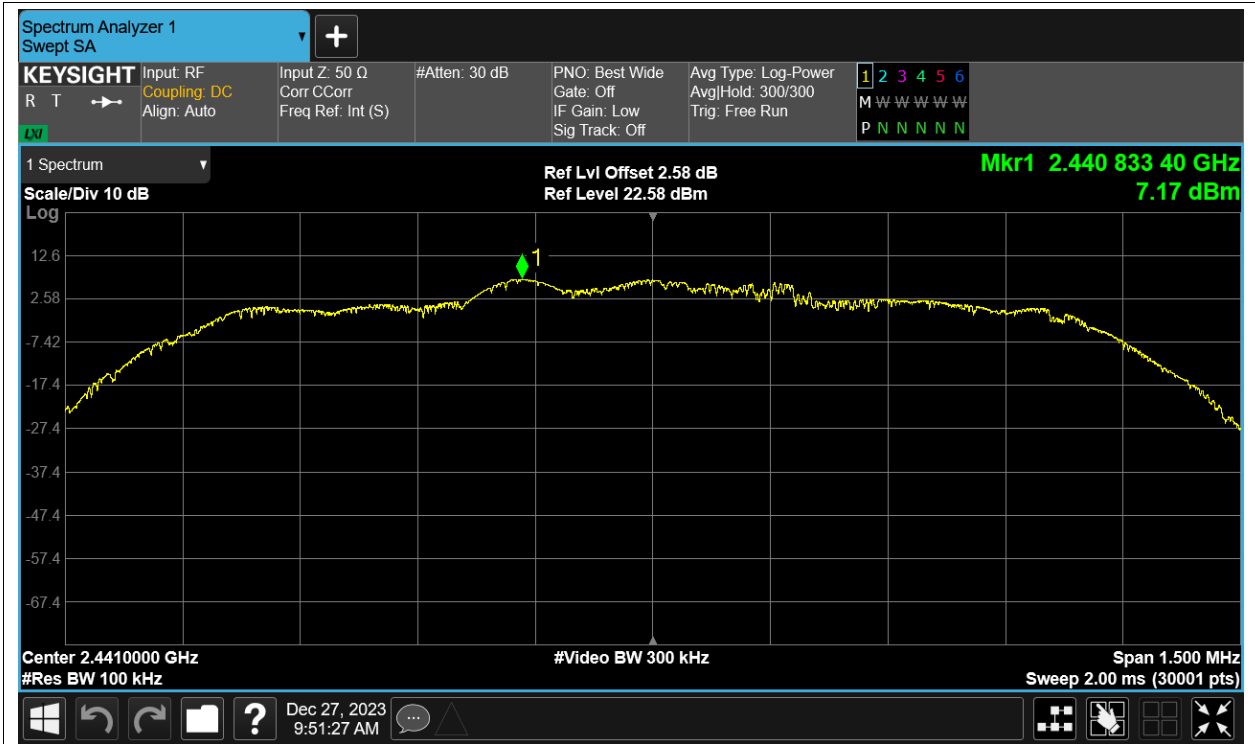 Spectrum Analyzer 1
Swept SA
KEYSIGHT
R T
LXI
Input: RF
Coupling: DC
Align: Auto
Input Z: 50 Ω
Corr CCorr
Freq Ref: Int (S)
#Atten: 30 dB
PNO: Best Wide
Gate: Off
IF Gain: Low
Sig Track: Off
Avg Type: Log-Power
Avg|Hold: 300/300
Trig: Free Run
1 2 3 4 5 6
M W W W W W
P N N N N N
1 Spectrum
Scale/Div 10 dB
Log
Ref Lvl Offset 2.58 dB
Ref Level 22.58 dBm
Mkr1 2.440 833 40 GHz
7.17 dBm
1
12.6
2.58
-7.42
-17.4
-27.4
-37.4
-47.4
-57.4
-67.4
Center 2.4410000 GHz
#Res BW 100 kHz
#Video BW 300 kHz
Span 1.500 MHz
Sweep 2.00 ms (30001 pts)
?
Dec 27, 2023
9:51:27 AM